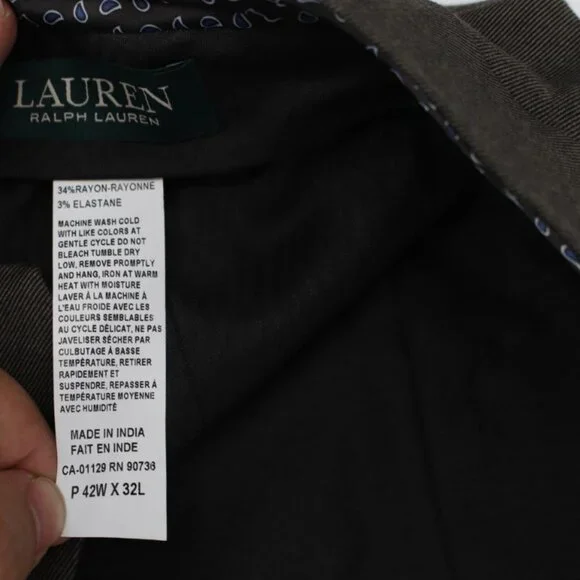 LAUREN
RALPH LAUREN
34%RAYON-RAYONNE
3% ELASTANE
MACHINE WASH COLD
WITH LIKE COLORS AT
GENTLE CYCLE DO NOT
BLEACH TUMBLE DRY
LOW, REMOVE PROMPTLY
AND HANG, IRON AT WARM
HEAT WITH MOISTURE
LAVER À LA MACHINE À
L'EAU FROIDE AVEC LES
COULEURS SEMBLABLES
AU CYCLE DÉLICAT, NE PAS
JAVELISER SÉCHER PAR
CULBUTAGE À BASSE
TEMPÉRATURE, RETIRER
RAPIDEMENT ET
SUSPENDRE, REPASSER À
TEMPÉRATURE MOYENNE
AVEC HUMIDITÉ
MADE IN INDIA
FAIT EN INDE
CA-01129 RN 90736
P 42W X 32L